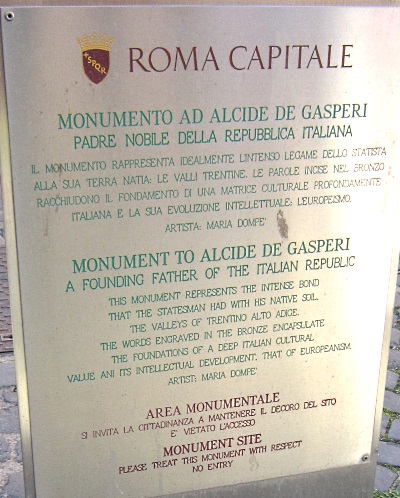 SPQR
ROMA CAPITALE
MONUMENTO AD ALCIDE DE GASPERI
PADRE NOBILE DELLA REPUBBLICA ITALIANA
IL MONUMENTO RAPPRESENTA IDEALMENTE L'INTENSO LEGAME DELLO STATISTA
ALLA SUA TERRA NATIA: LE VALLI TRENTINE. LE PAROLE INCISE NEL BRONZO
RACCHIUDONO IL FONDAMENTO DI UNA MATRICE CULTURALE PROFONDAMENTE
ITALIANA E LA SUA EVOLUZIONE INTELLETTUALE: L'EUROPEISMO.
ARTISTA: MARIA DOMPE'
MONUMENT TO ALCIDE DE GASPERI
A FOUNDING FATHER OF THE ITALIAN REPUBLIC
THIS MONUMENT REPRESENTS THE INTENSE BOND
THAT THE STATESMAN HAD WITH HIS NATIVE SOIL,
THE VALLEYS OF TRENTINO ALTO ADIGE.
THE WORDS ENGRAVED IN THE BRONZE ENCAPSULATE
THE FOUNDATIONS OF A DEEP ITALIAN CULTURAL
VALUE ANI ITS INTELLECTUAL DEVELOPMENT, THAT OF EUROPEANISM.
ARTIST: MARIA DOMPE'
AREA MONUMENTALE
SI INVITA LA CITTADINANZA A MANTENERE IL DECORO DEL SITO
E' VIETATO L'ACCESSO
MONUMENT SITE
PLEASE TREAT THIS MONUMENT WITH RESPECT
NO ENTRY